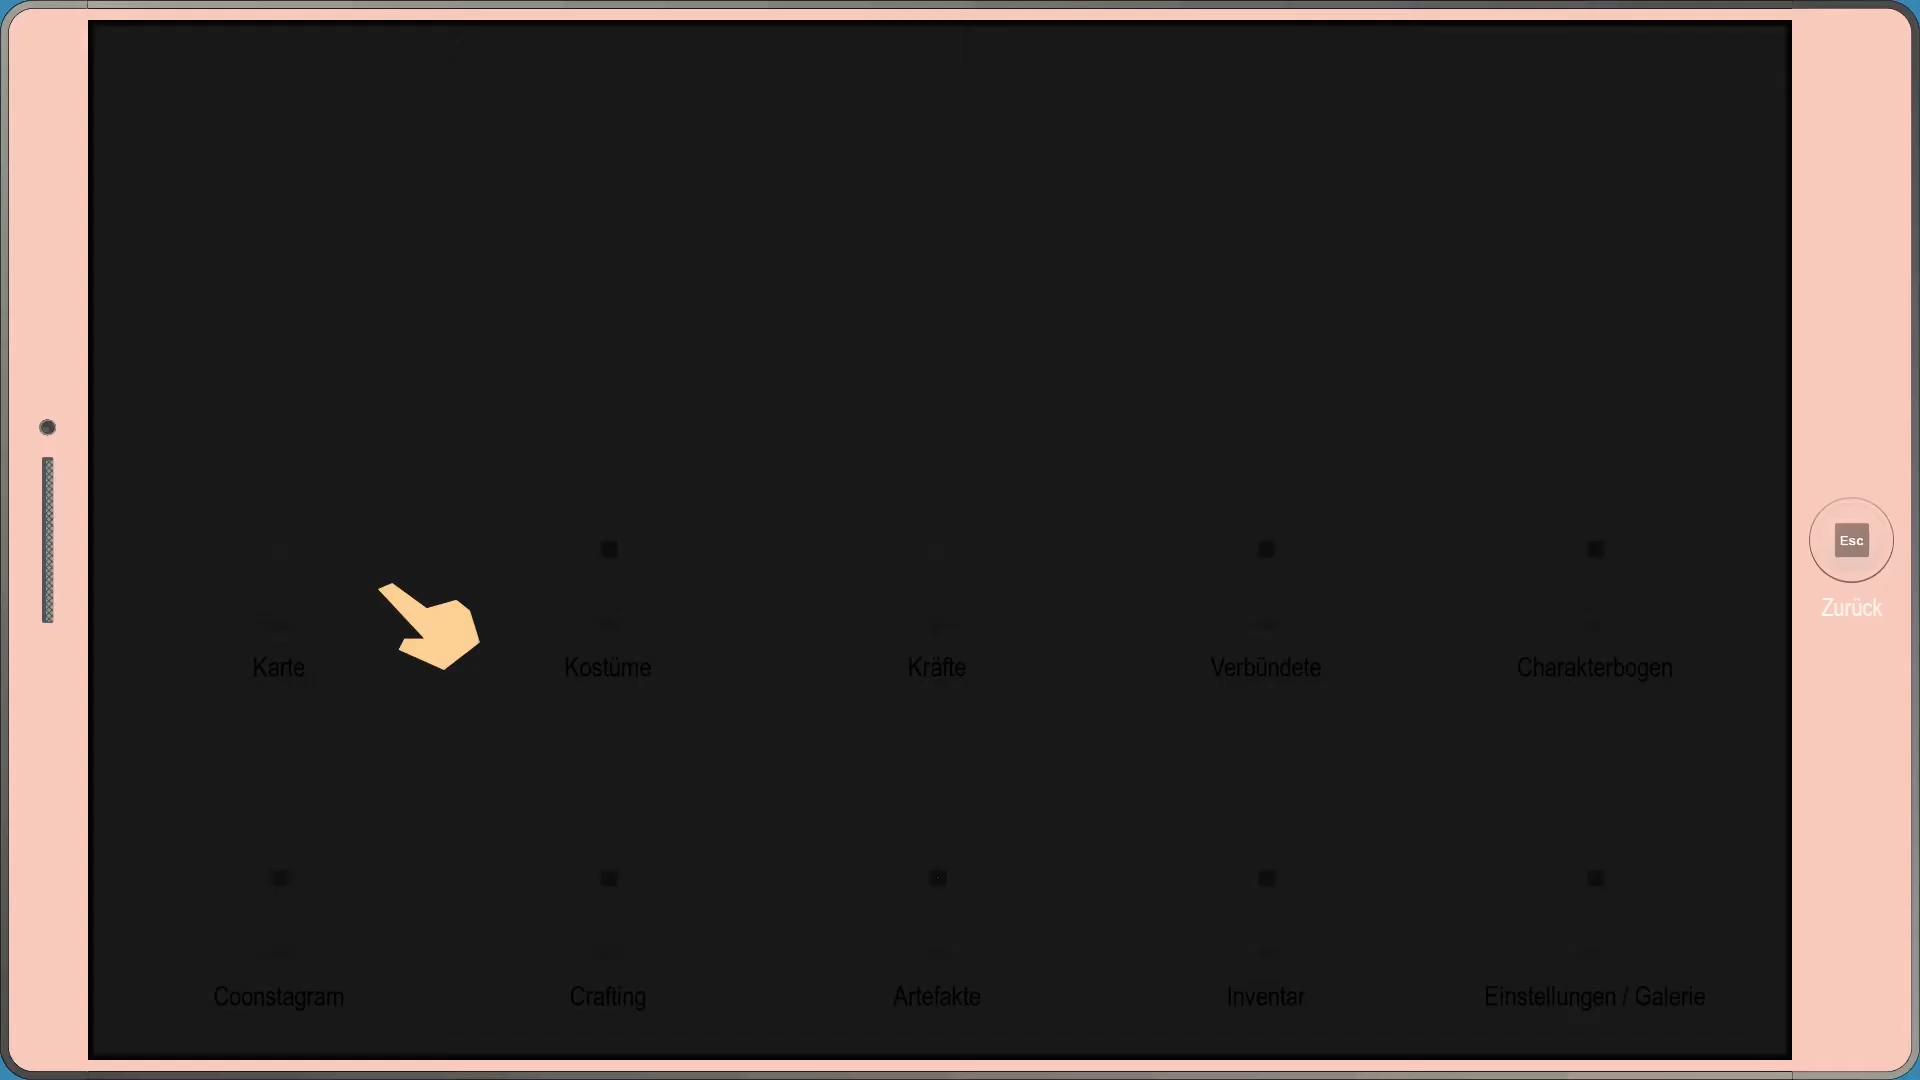 Esc
Zurück
Karte
Kostüme
Kräfte
Verbündete
Charakterbogen
Coonstagram
Crafting
Artefakte
Inventar
Einstellungen / Galerie